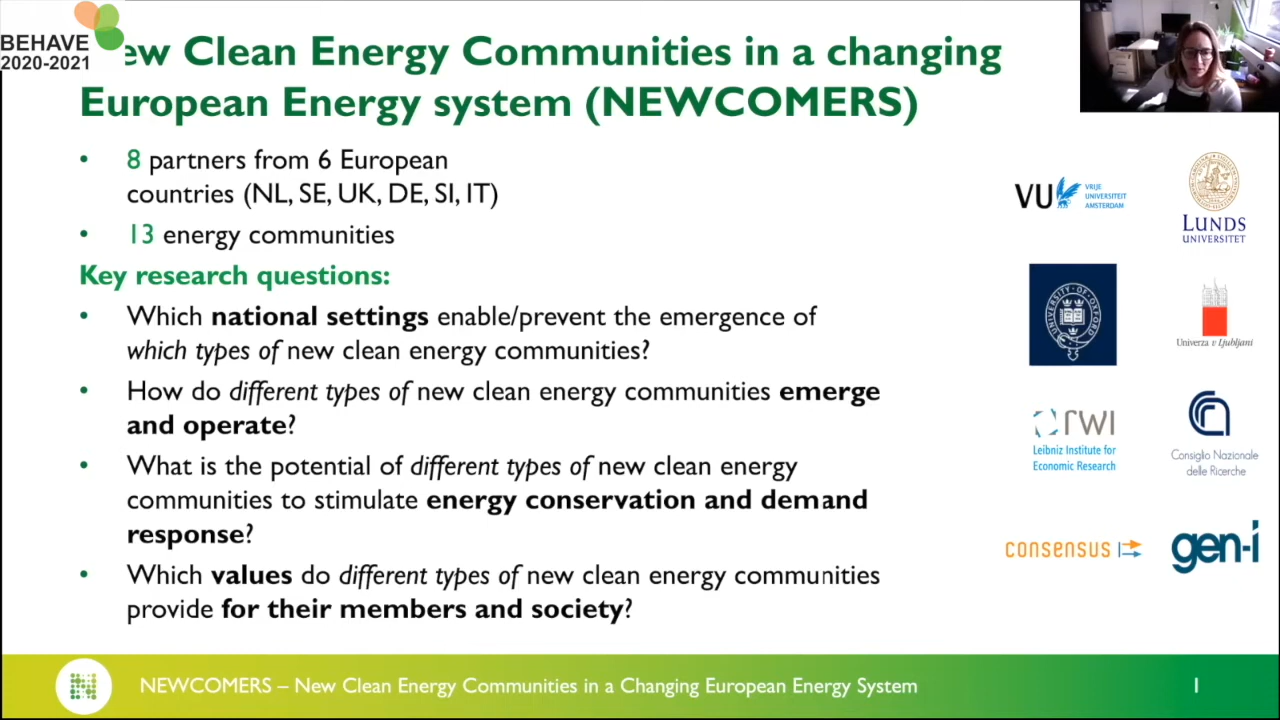 BEHAVE
2020-2021
ew Clean Energy Communities in a changing
European Energy system (NEWCOMERS)
• 8 partners from 6 European
countries (NL, SE, UK, DE, SI, IT)
• 13 energy communities
Key research questions:
• Which national settings enable/prevent the emergence of
which types of new clean energy communities?
• How do different types of new clean energy communities emerge
and operate?
• What is the potential of different types of new clean energy
communities to stimulate energy conservation and demand
response?
• Which values do different types of new clean energy communities
provide for their members and society?
VU VRIJE
UNIVERSITEIT
AMSTERDAM
LUNDS
UNIVERSITET
UNIVERSITY OF OXFORD
Univerza v Ljubljani
rwi
Leibniz Institute for
Economic Research
Consiglio Nazionale
delle Ricerche
consensus
gen-i
NEWCOMERS – New Clean Energy Communities in a Changing European Energy System
1